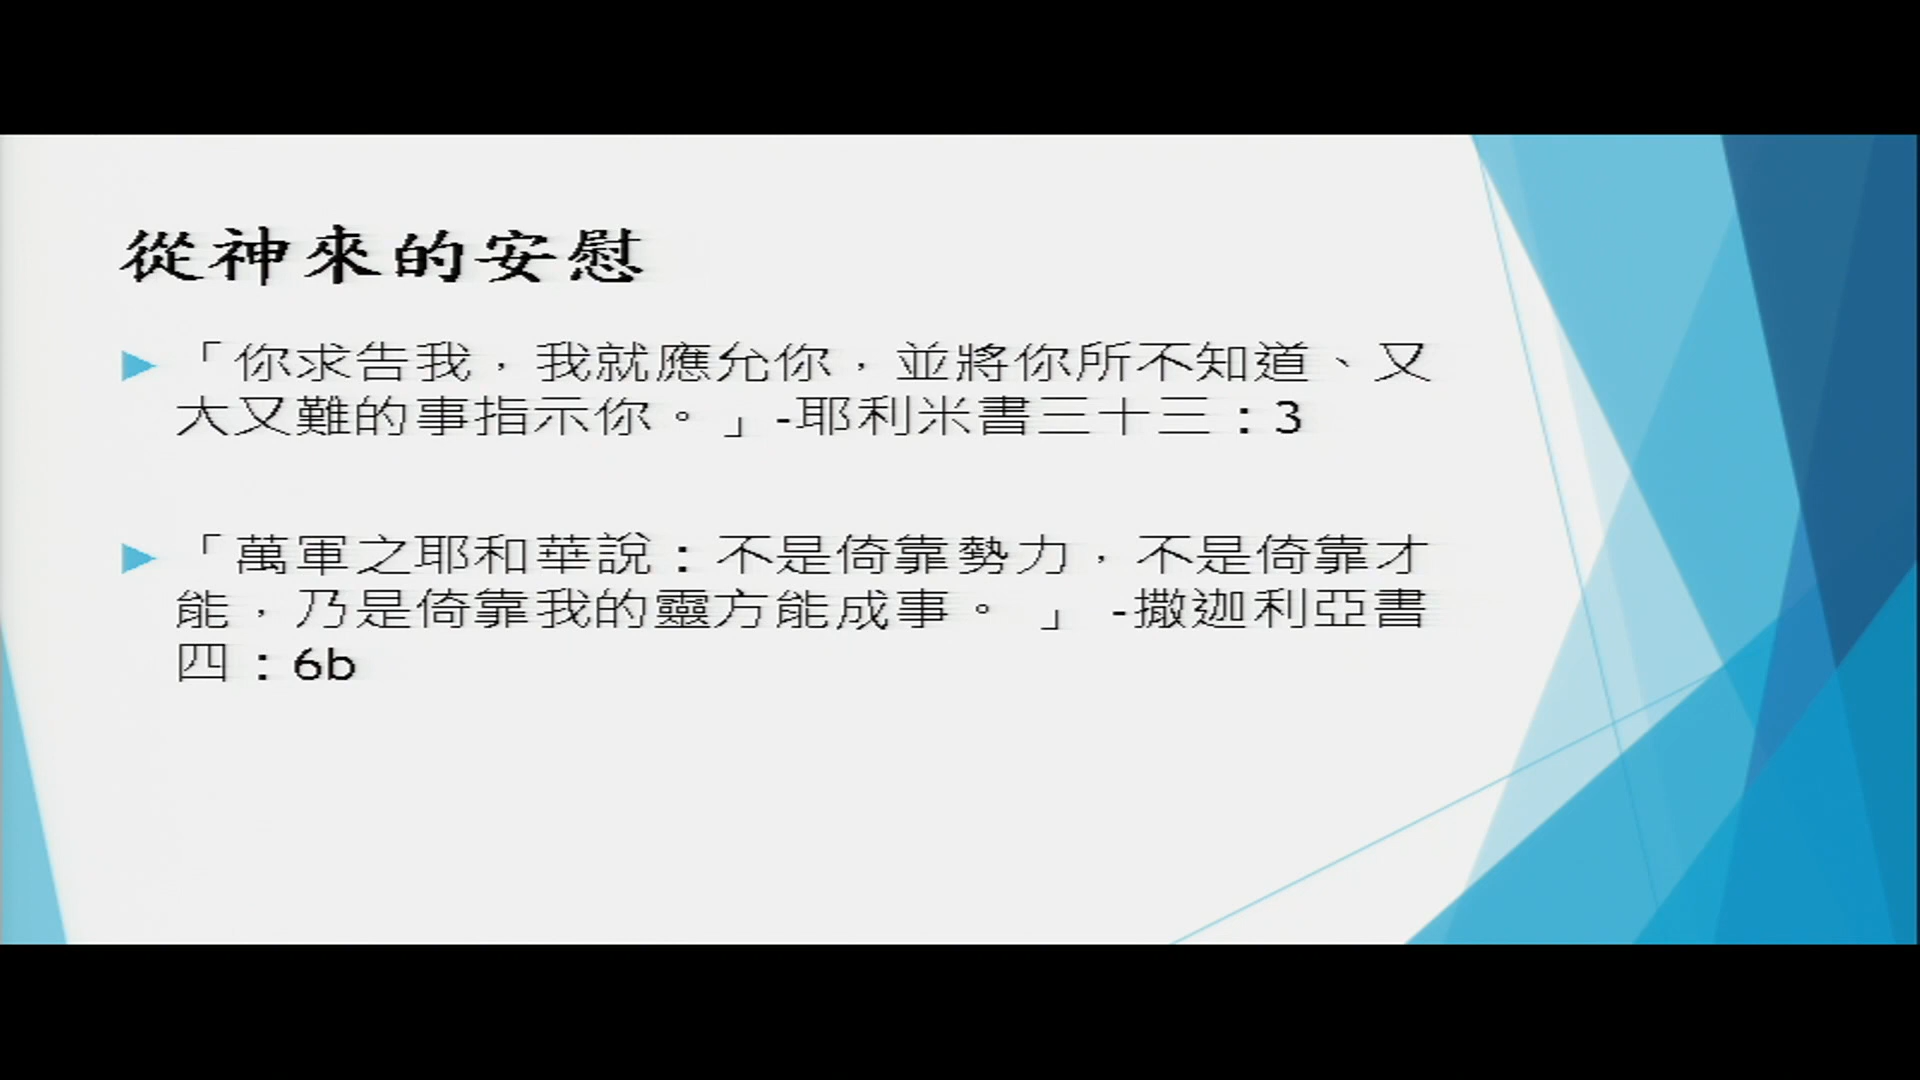 從神來的安慰
「你求告我，我就應允你，並將你所不知道、又
大又難的事指示你。」-耶利米書三十三：3
「萬軍之耶和華說：不是倚靠勢力，不是倚靠才
能，乃是倚靠我的靈方能成事。 」 -撒迦利亞書
四：6b